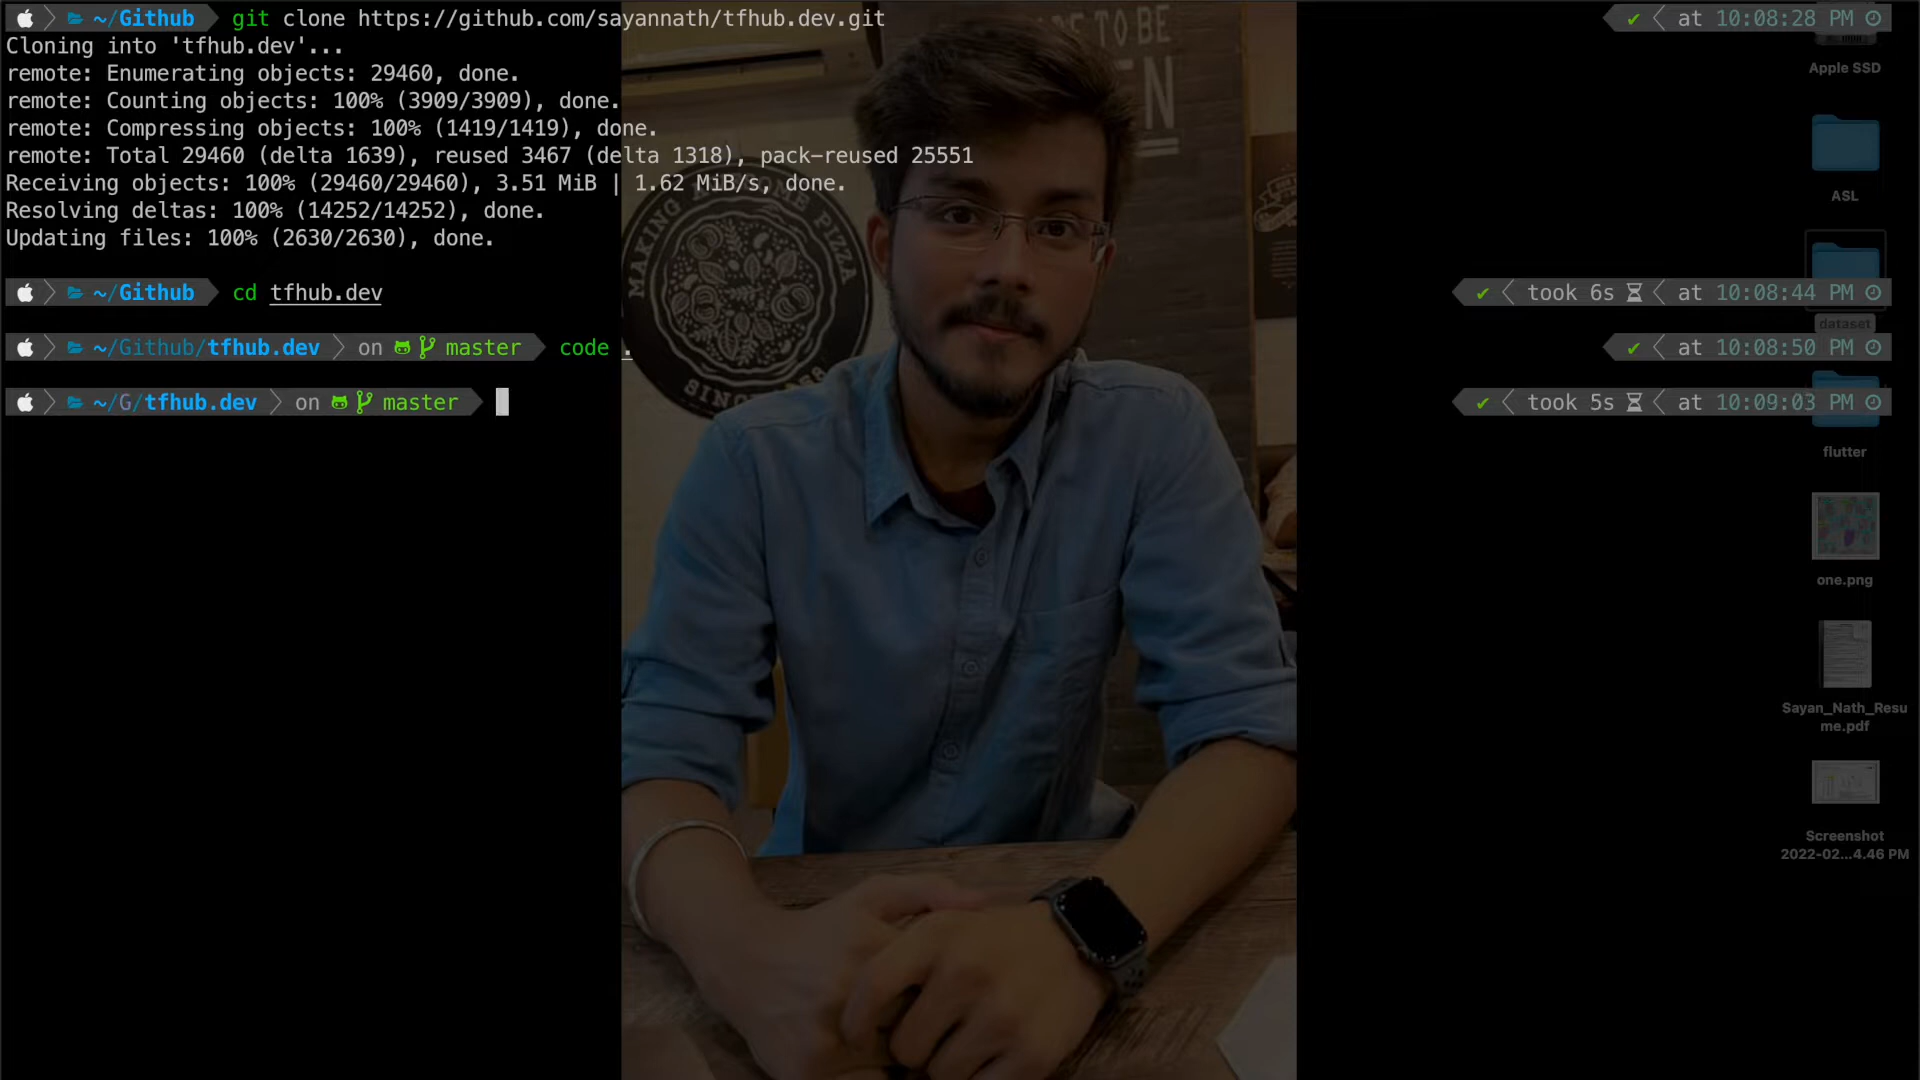 ~/Github git clone https://github.com/sayannath/tfhub.dev.git ✔ at 10:08:28 PM
Cloning into 'tfhub.dev'...
remote: Enumerating objects: 29460, done.
remote: Counting objects: 100% (3909/3909), done.
remote: Compressing objects: 100% (1419/1419), done.
remote: Total 29460 (delta 1639), reused 3467 (delta 1318), pack-reused 25551
Receiving objects: 100% (29460/29460), 3.51 MiB | 1.62 MiB/s, done.
Resolving deltas: 100% (14252/14252), done.
Updating files: 100% (2630/2630), done.
~/Github cd tfhub.dev ✔ took 6s at 10:08:44 PM
~/Github/tfhub.dev on master code . ✔ at 10:08:50 PM
~/G/tfhub.dev on master ✔ took 5s at 10:09:03 PM
Apple SSD
ASL
dataset
flutter
one.png
Sayan_Nath_Resu
me.pdf
Screenshot
2022-02...4.46 PM
TO BE
MAKING AWESOME PIZZA
SINC